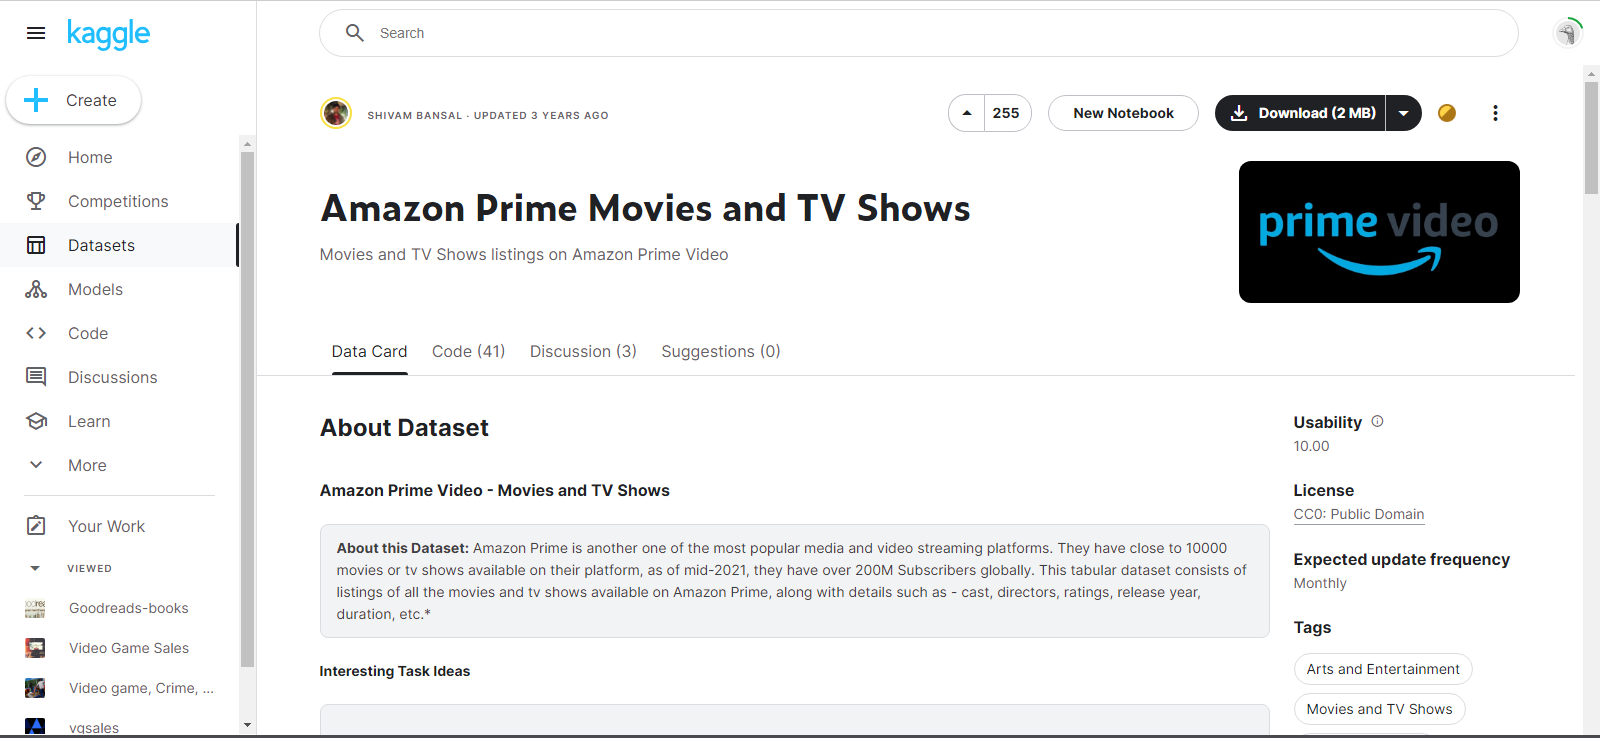 kaggle
Search
Create
Home
Competitions
Datasets
Models
Code
Discussions
Learn
More
Your Work
VIEWED
Goodreads-books
Video Game Sales
Video game, Crime, ...
vgsales
SHIVAM BANSAL · UPDATED 3 YEARS AGO
255
New Notebook
Download (2 MB)
Amazon Prime Movies and TV Shows
Movies and TV Shows listings on Amazon Prime Video
prime video
Data Card
Code (41)
Discussion (3)
Suggestions (0)
About Dataset
Amazon Prime Video - Movies and TV Shows
About this Dataset: Amazon Prime is another one of the most popular media and video streaming platforms. They have close to 10000
movies or tv shows available on their platform, as of mid-2021, they have over 200M Subscribers globally. This tabular dataset consists of
listings of all the movies and tv shows available on Amazon Prime, along with details such as - cast, directors, ratings, release year,
duration, etc.*
Interesting Task Ideas
Usability
10.00
License
CC0: Public Domain
Expected update frequency
Monthly
Tags
Arts and Entertainment
Movies and TV Shows